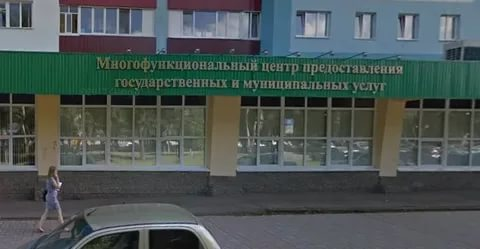 Многофункциональный центр предоставления
государственных и муниципальных услуг